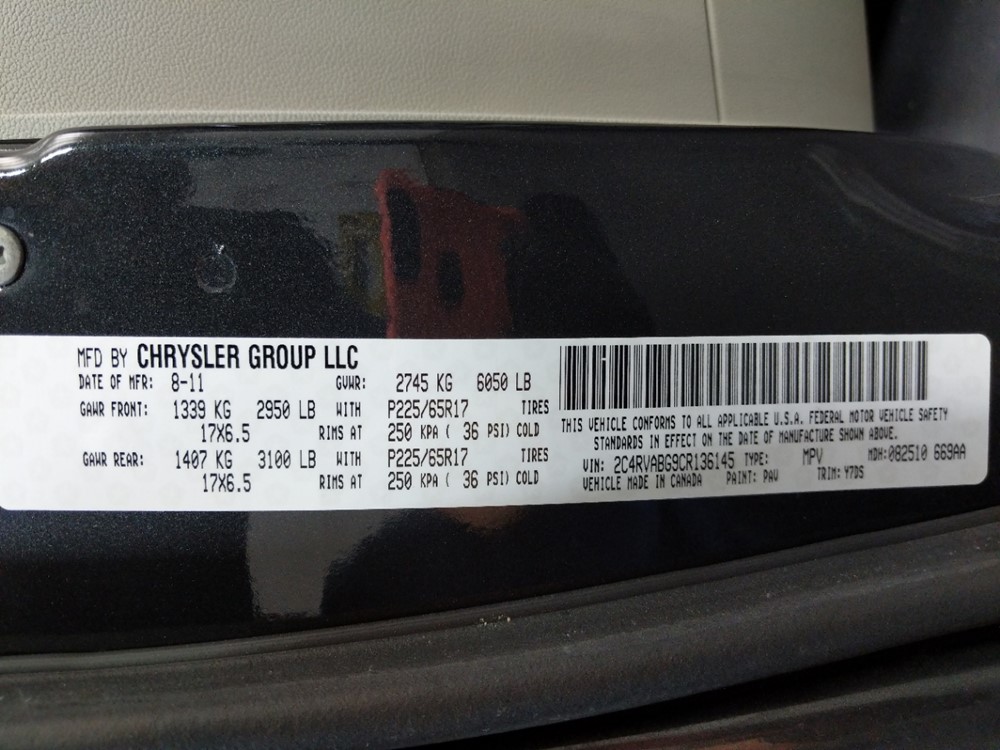 MFD BY CHRYSLER GROUP LLC
DATE OF MFR: 8-11 GVWR: 2745 KG 6050 LB
GAWR FRONT: 1339 KG 2950 LB WITH P225/65R17 TIRES
17X6.5 RIMS AT 250 KPA ( 36 PSI) COLD
GAWR REAR: 1407 KG 3100 LB WITH P225/65R17 TIRES
17X6.5 RIMS AT 250 KPA ( 36 PSI) COLD
THIS VEHICLE CONFORMS TO ALL APPLICABLE U.S.A. FEDERAL MOTOR VEHICLE SAFETY
STANDARDS IN EFFECT ON THE DATE OF MANUFACTURE SHOWN ABOVE.
VIN: 2C4RVABG9CR136145 TYPE: MPV MDH:082510 669AA
VEHICLE MADE IN CANADA PAINT: PAV TRIM: Y7DS